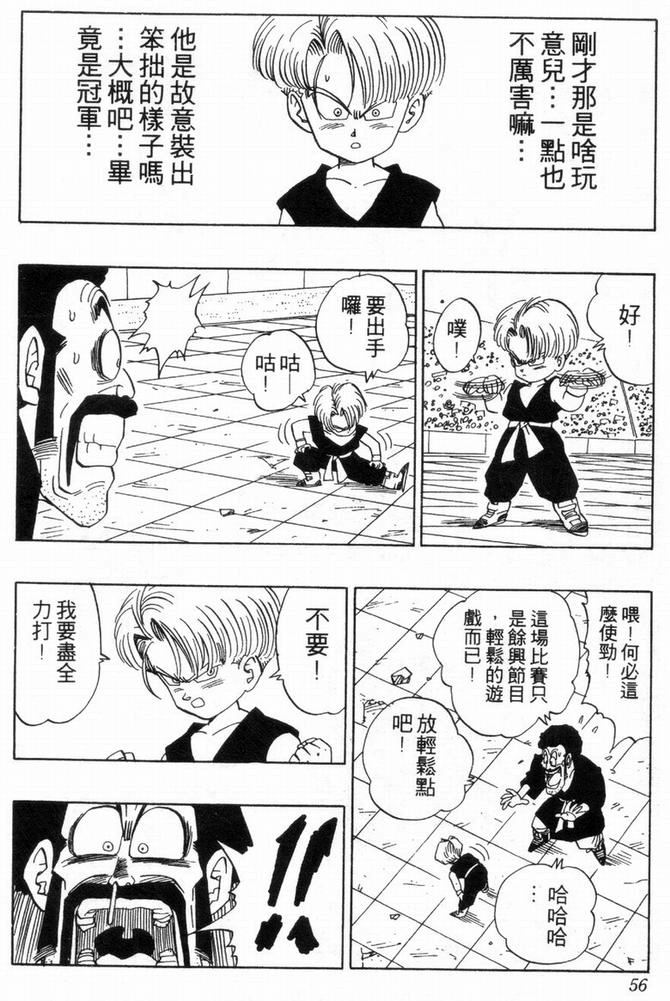 剛才那是啥玩
意兒…一點也
不厲害嘛…
他是故意裝出
笨拙的樣子嗎
…大概吧…畢
竟是冠軍…
好！
噗！
要出手
囉！
咕｜
咕！
喂！何必這
麼使勁！
這場比賽只
是餘興節目
，輕鬆的遊
戲而已！
放輕鬆點
吧！
哈哈哈
…
不要！
我要盡全
力打！
!!
56